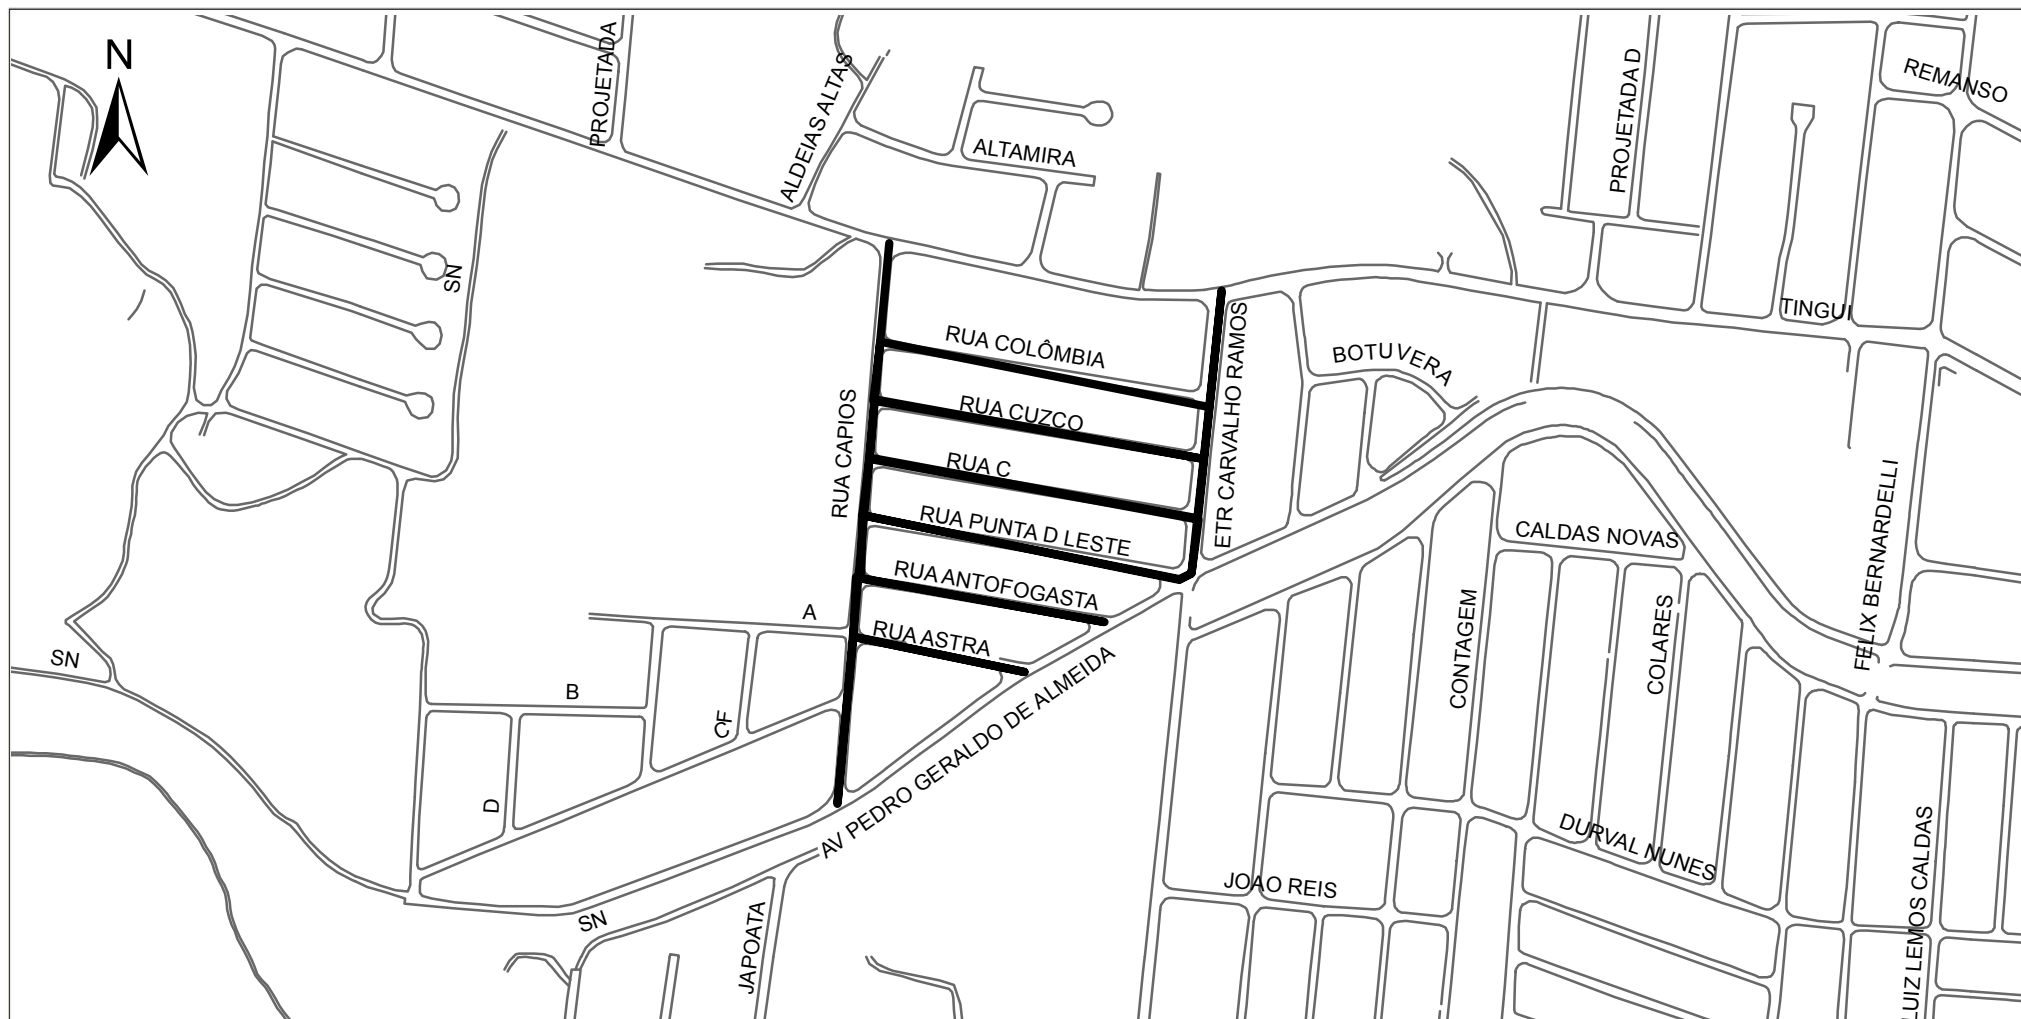 N
PROJETADA
ALDEIAS ALTAS
ALTAMIRA
PROJETADA D
REMANSO
SN
TINGUI
RUA COLÔMBIA
ETR CARVALHO RAMOS
BOTUVERA
RUA CAPIOS
RUA CUZCO
RUA C
RUA PUNTA D LESTE
CALDAS NOVAS
FELIX BERNARDELLI
RUA ANTOFOGASTA
A
RUA ASTRA
CONTAGEM
COLARES
SN
B
CF
D
AV PEDRO GERALDO DE ALMEIDA
DURVAL NUNES
JOAO REIS
LUIZ LEMOS CALDAS
SN
JAPOATA